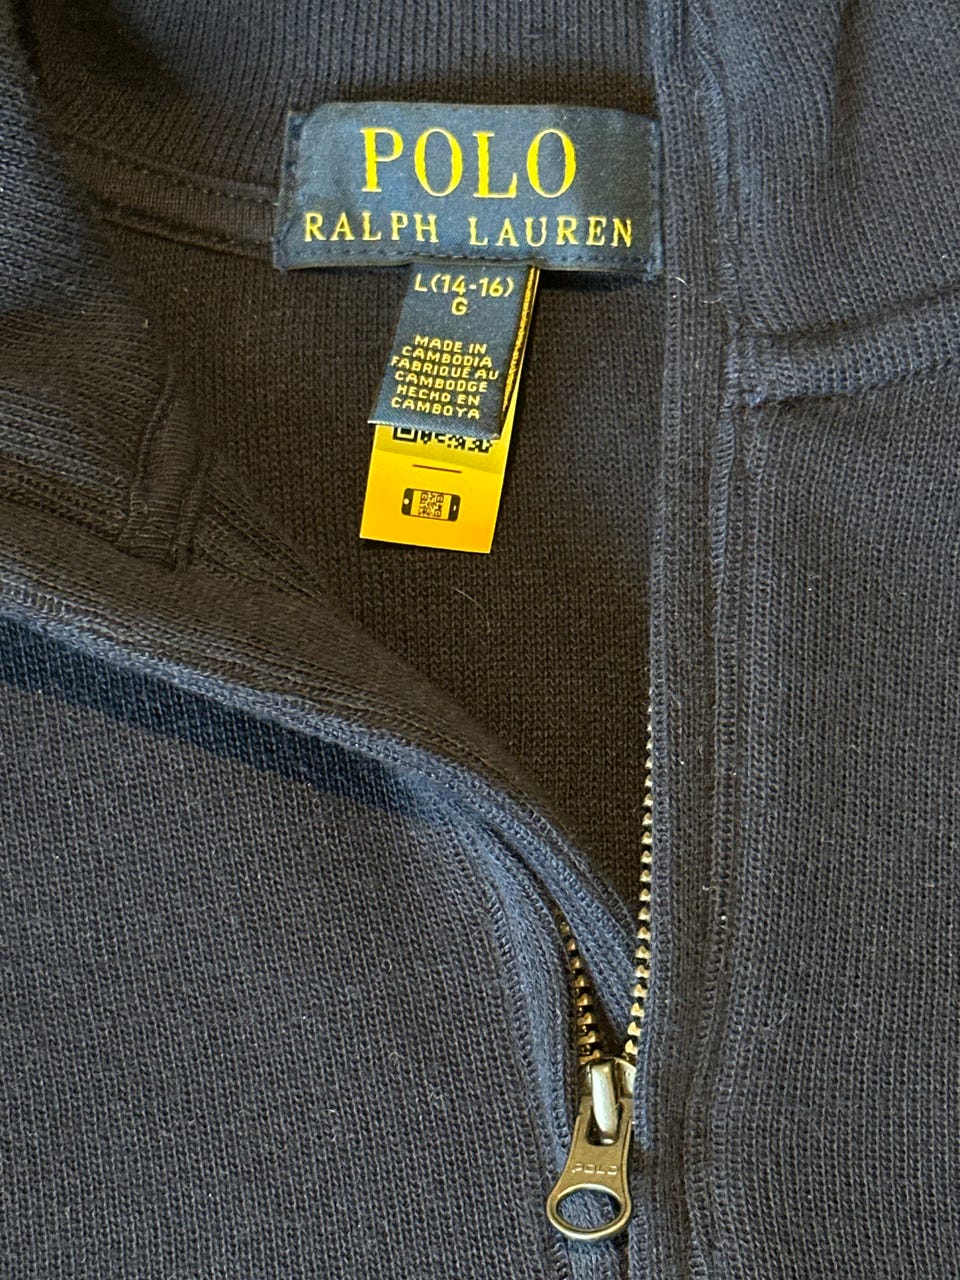 POLO
RALPH LAUREN
L(14-16)
G
MADE IN
CAMBODIA
FABRIQUÉ AU
CAMBODGE
HECHO EN
CAMBOYA
POLO